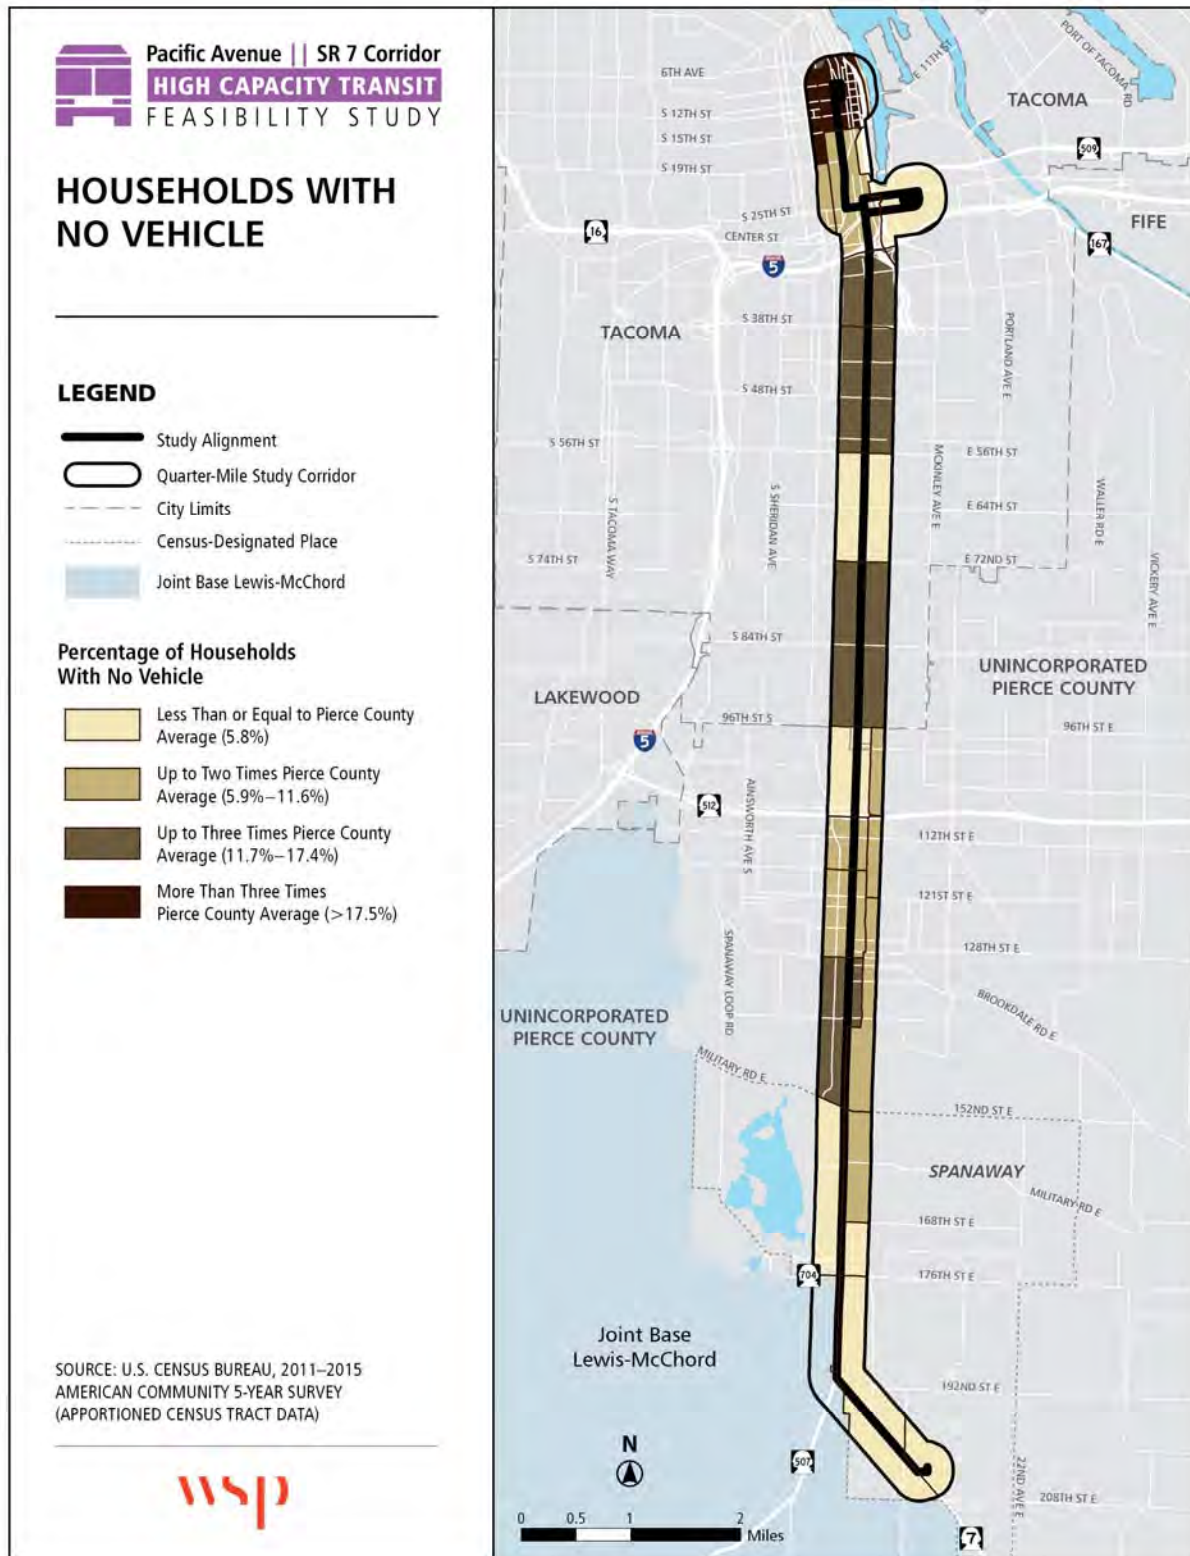 Pacific Avenue || SR 7 Corridor
HIGH CAPACITY TRANSIT
FEASIBILITY STUDY
HOUSEHOLDS WITH
NO VEHICLE
LEGEND
Study Alignment
Quarter-Mile Study Corridor
City Limits
Census-Designated Place
Joint Base Lewis-McChord
Percentage of Households
With No Vehicle
Less Than or Equal to Pierce County
Average (5.8%)
Up to Two Times Pierce County
Average (5.9%–11.6%)
Up to Three Times Pierce County
Average (11.7%–17.4%)
More Than Three Times
Pierce County Average (>17.5%)
SOURCE: U.S. CENSUS BUREAU, 2011–2015
AMERICAN COMMUNITY 5-YEAR SURVEY
(APPORTIONED CENSUS TRACT DATA)
wsp
6TH AVE
E 11TH ST
PORT OF TACOMA RD
TACOMA
S 12TH ST
S 15TH ST
509
S 19TH ST
S 25TH ST
FIFE
16
CENTER ST
167
5
S 38TH ST
TACOMA
PORTLAND AVE E
S 48TH ST
S 56TH ST
E 56TH ST
MCKINLEY AVE E
WALLER RD E
S SHERIDAN AVE
S TACOMA WAY
E 64TH ST
S 74TH ST
E 72ND ST
VICKERY AVE E
S 84TH ST
UNINCORPORATED
PIERCE COUNTY
LAKEWOOD
96TH ST S
96TH ST E
5
512
AINSWORTH AVE S
112TH ST E
121ST ST E
128TH ST E
SPANAWAY LOOP RD
BROOKDALE RD E
UNINCORPORATED
PIERCE COUNTY
MILITARY RD E
152ND ST E
SPANAWAY
MILITARY RD E
168TH ST E
704
176TH ST E
Joint Base
Lewis-McChord
192ND ST E
N
507
22ND AVE E
208TH ST E
0 0.5 1 2
Miles
7